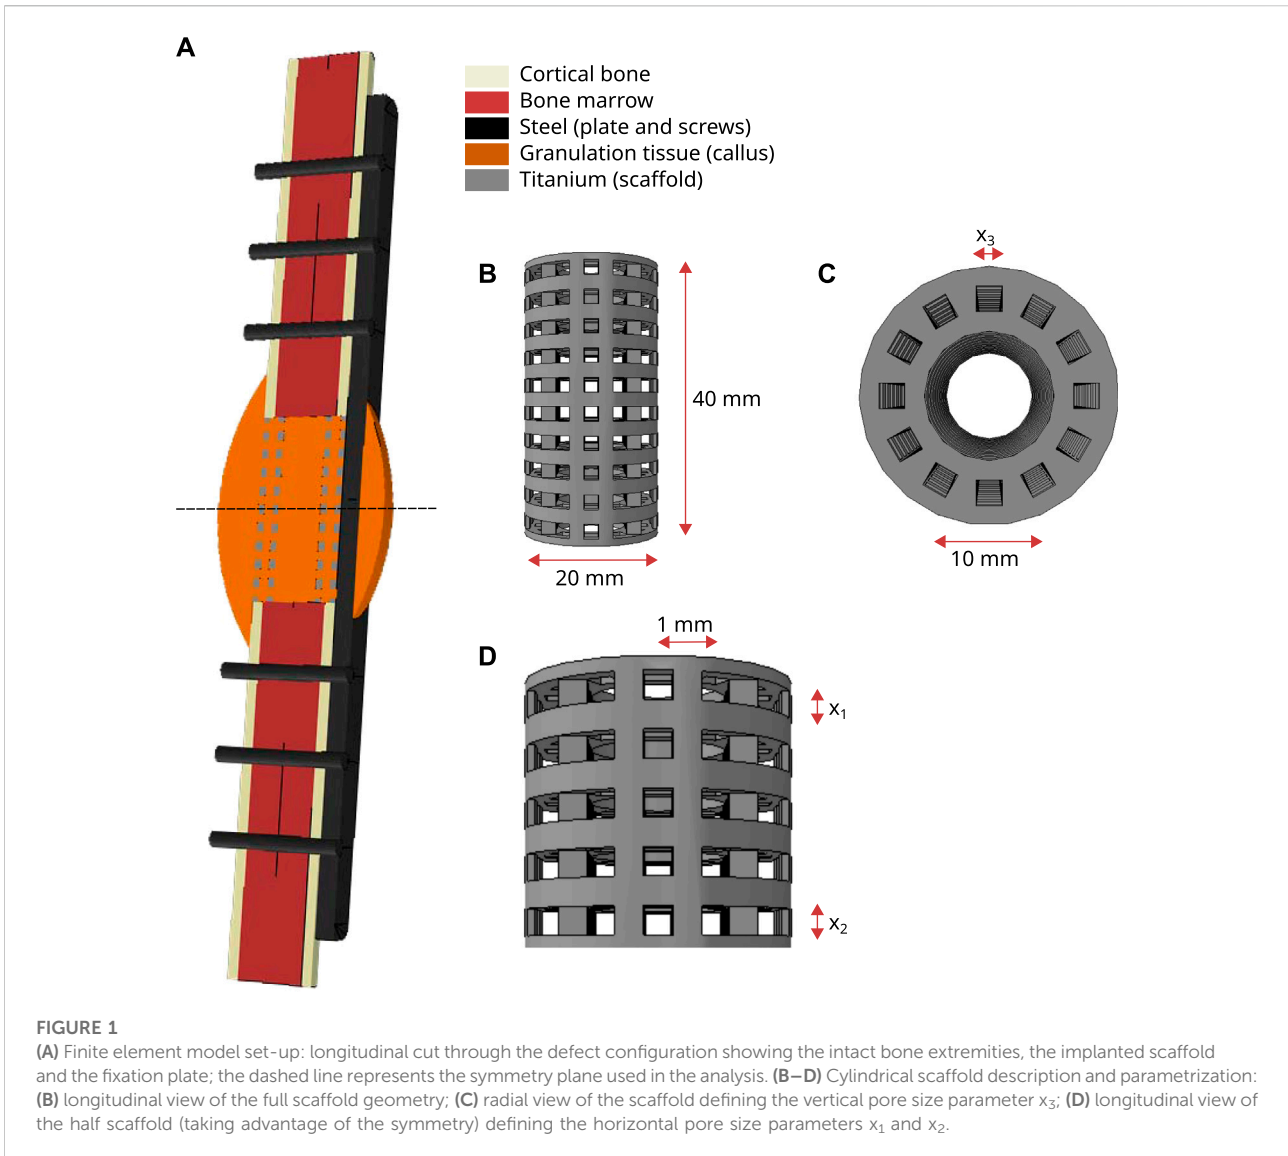 A
Cortical bone
Bone marrow
Steel (plate and screws)
Granulation tissue (callus)
Titanium (scaffold)
B
40 mm
20 mm
C
x3
10 mm
D
1 mm
x1
x2
FIGURE 1
(A) Finite element model set-up: longitudinal cut through the defect configuration showing the intact bone extremities, the implanted scaffold
and the fixation plate; the dashed line represents the symmetry plane used in the analysis. (B–D) Cylindrical scaffold description and parametrization:
(B) longitudinal view of the full scaffold geometry; (C) radial view of the scaffold defining the vertical pore size parameter x3; (D) longitudinal view of
the half scaffold (taking advantage of the symmetry) defining the horizontal pore size parameters x1 and x2.